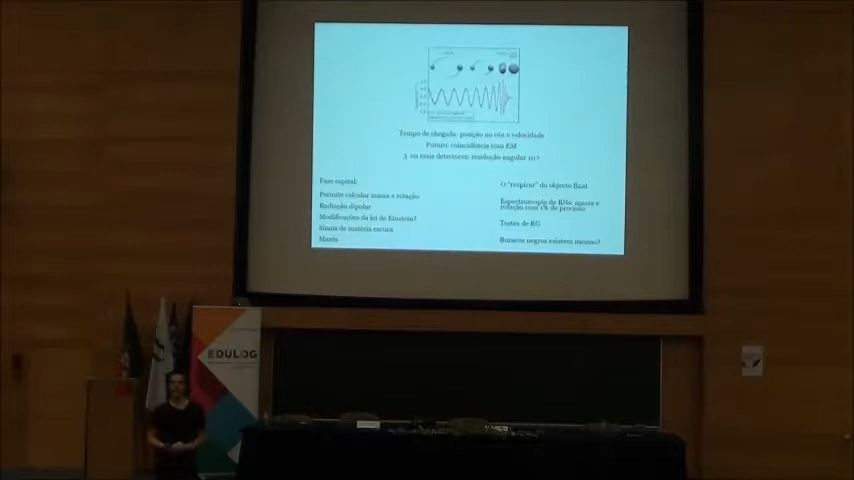 Tempo de chegada: posição no céu e velocidade
Futuro: coincidência com EM
3 ou mais detectores: resolução angular
Fase espiral:
Permite calcular massa e rotação
Radiação dipolar
Modificações da lei de Einstein?
Sinais de matéria escura
Marés
O "respirar" do objecto final
Espectroscopia de BNs: massa e
rotação com 1% de precisão
Testes de RG
Buracos negros existem mesmo?
EDULOG